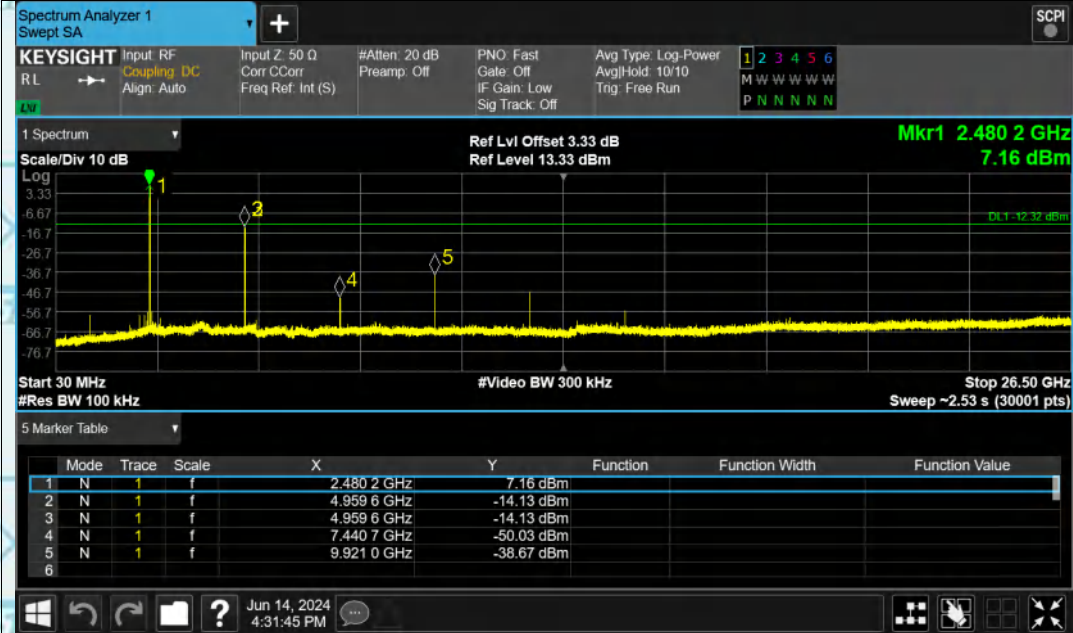 Spectrum Analyzer 1
Swept SA
+
SCPI
KEYSIGHT Input: RF Input Z: 50 Ω #Atten: 20 dB PNO: Fast Avg Type: Log-Power 1 2 3 4 5 6
R L Coupling: DC Corr CCorr Preamp: Off Gate: Off Avg|Hold: 10/10 M W W W W W
Align: Auto Freq Ref: Int (S) IF Gain: Low Trig: Free Run
LNI Sig Track: Off P N N N N N
1 Spectrum
Ref Lvl Offset 3.33 dB Mkr1 2.480 2 GHz
Scale/Div 10 dB Ref Level 13.33 dBm 7.16 dBm
Log
1
3.33
-6.67
DL1 -12.32 dBm
-16.7
-26.7
5
-36.7
4
-46.7
-56.7
-66.7
-76.7
Start 30 MHz #Video BW 300 kHz Stop 26.50 GHz
#Res BW 100 kHz Sweep ~2.53 s (30001 pts)
5 Marker Table
Mode Trace Scale X Y Function Function Width Function Value
1 N 1 f 2.480 2 GHz 7.16 dBm
2 N 1 f 4.959 6 GHz -14.13 dBm
3 N 1 f 4.959 6 GHz -14.13 dBm
4 N 1 f 7.440 7 GHz -50.03 dBm
5 N 1 f 9.921 0 GHz -38.67 dBm
6
? Jun 14, 2024
4:31:45 PM